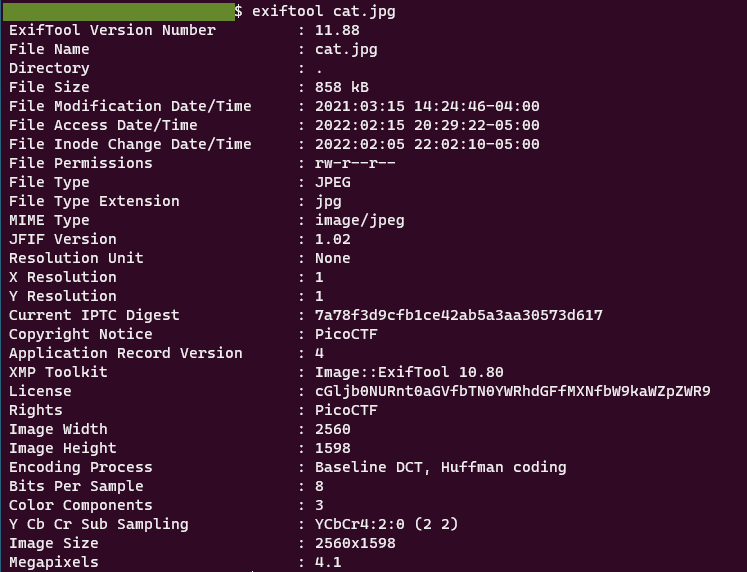 $ exiftool cat.jpg
ExifTool Version Number : 11.88
File Name : cat.jpg
Directory : .
File Size : 858 kB
File Modification Date/Time : 2021:03:15 14:24:46-04:00
File Access Date/Time : 2022:02:15 20:29:22-05:00
File Inode Change Date/Time : 2022:02:05 22:02:10-05:00
File Permissions : rw-r--r--
File Type : JPEG
File Type Extension : jpg
MIME Type : image/jpeg
JFIF Version : 1.02
Resolution Unit : None
X Resolution : 1
Y Resolution : 1
Current IPTC Digest : 7a78f3d9cfb1ce42ab5a3aa30573d617
Copyright Notice : PicoCTF
Application Record Version : 4
XMP Toolkit : Image::ExifTool 10.80
License : cGljb0NURnt0aGVfbTN0YWRhdGFfMXNfbW9kaWZpZWR9
Rights : PicoCTF
Image Width : 2560
Image Height : 1598
Encoding Process : Baseline DCT, Huffman coding
Bits Per Sample : 8
Color Components : 3
Y Cb Cr Sub Sampling : YCbCr4:2:0 (2 2)
Image Size : 2560x1598
Megapixels : 4.1